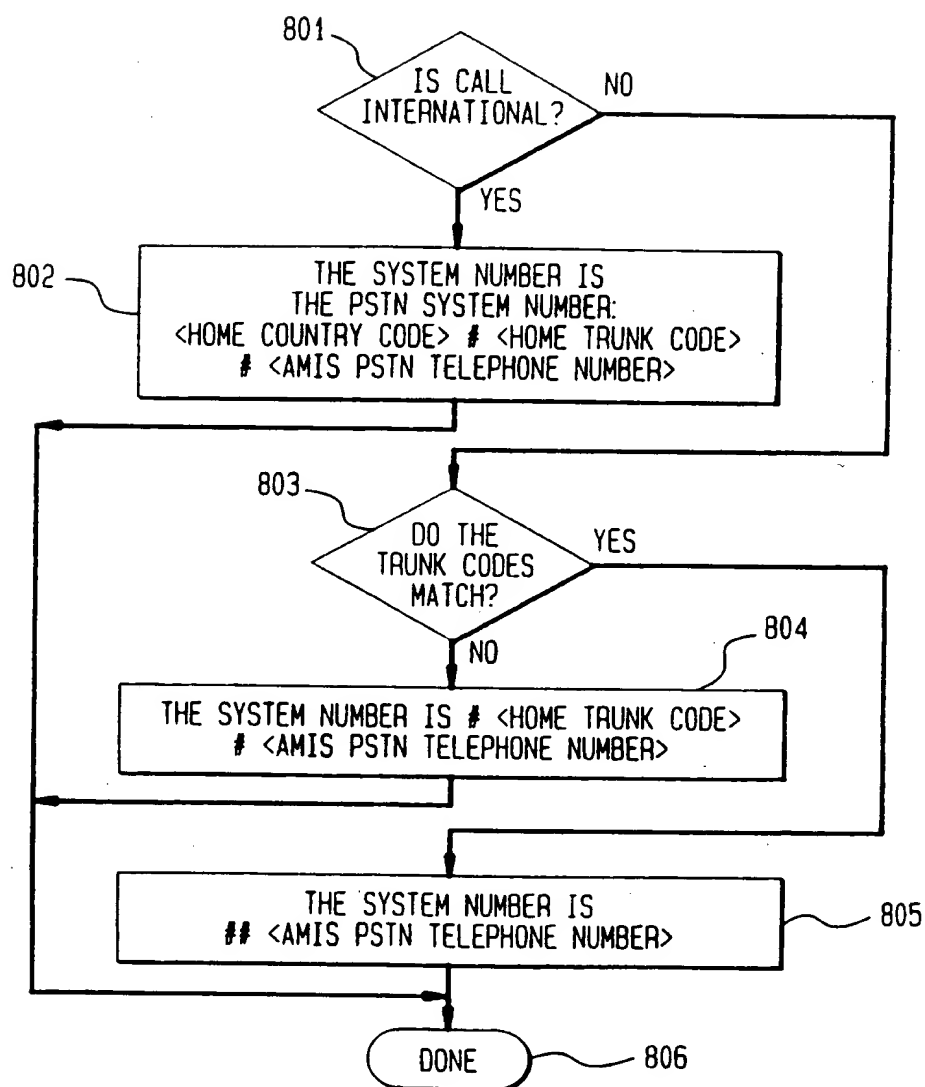 801
IS CALL
INTERNATIONAL?
NO
YES
802
THE SYSTEM NUMBER IS
THE PSTN SYSTEM NUMBER:
<HOME COUNTRY CODE> # <HOME TRUNK CODE>
# <AMIS PSTN TELEPHONE NUMBER>
803
DO THE
TRUNK CODES
MATCH?
YES
NO
804
THE SYSTEM NUMBER IS # <HOME TRUNK CODE>
# <AMIS PSTN TELEPHONE NUMBER>
THE SYSTEM NUMBER IS
## <AMIS PSTN TELEPHONE NUMBER>
805
DONE
806